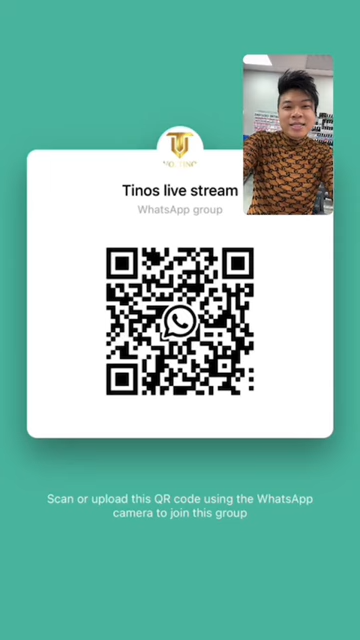 Tinos live stream
WhatsApp group
Scan or upload this QR code using the WhatsApp
camera to join this group